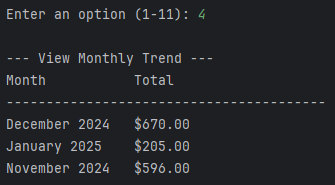 Enter an option (1-11): 4
--- View Monthly Trend ---
Month Total
----------------------------------------
December 2024 $670.00
January 2025 $205.00
November 2024 $596.00